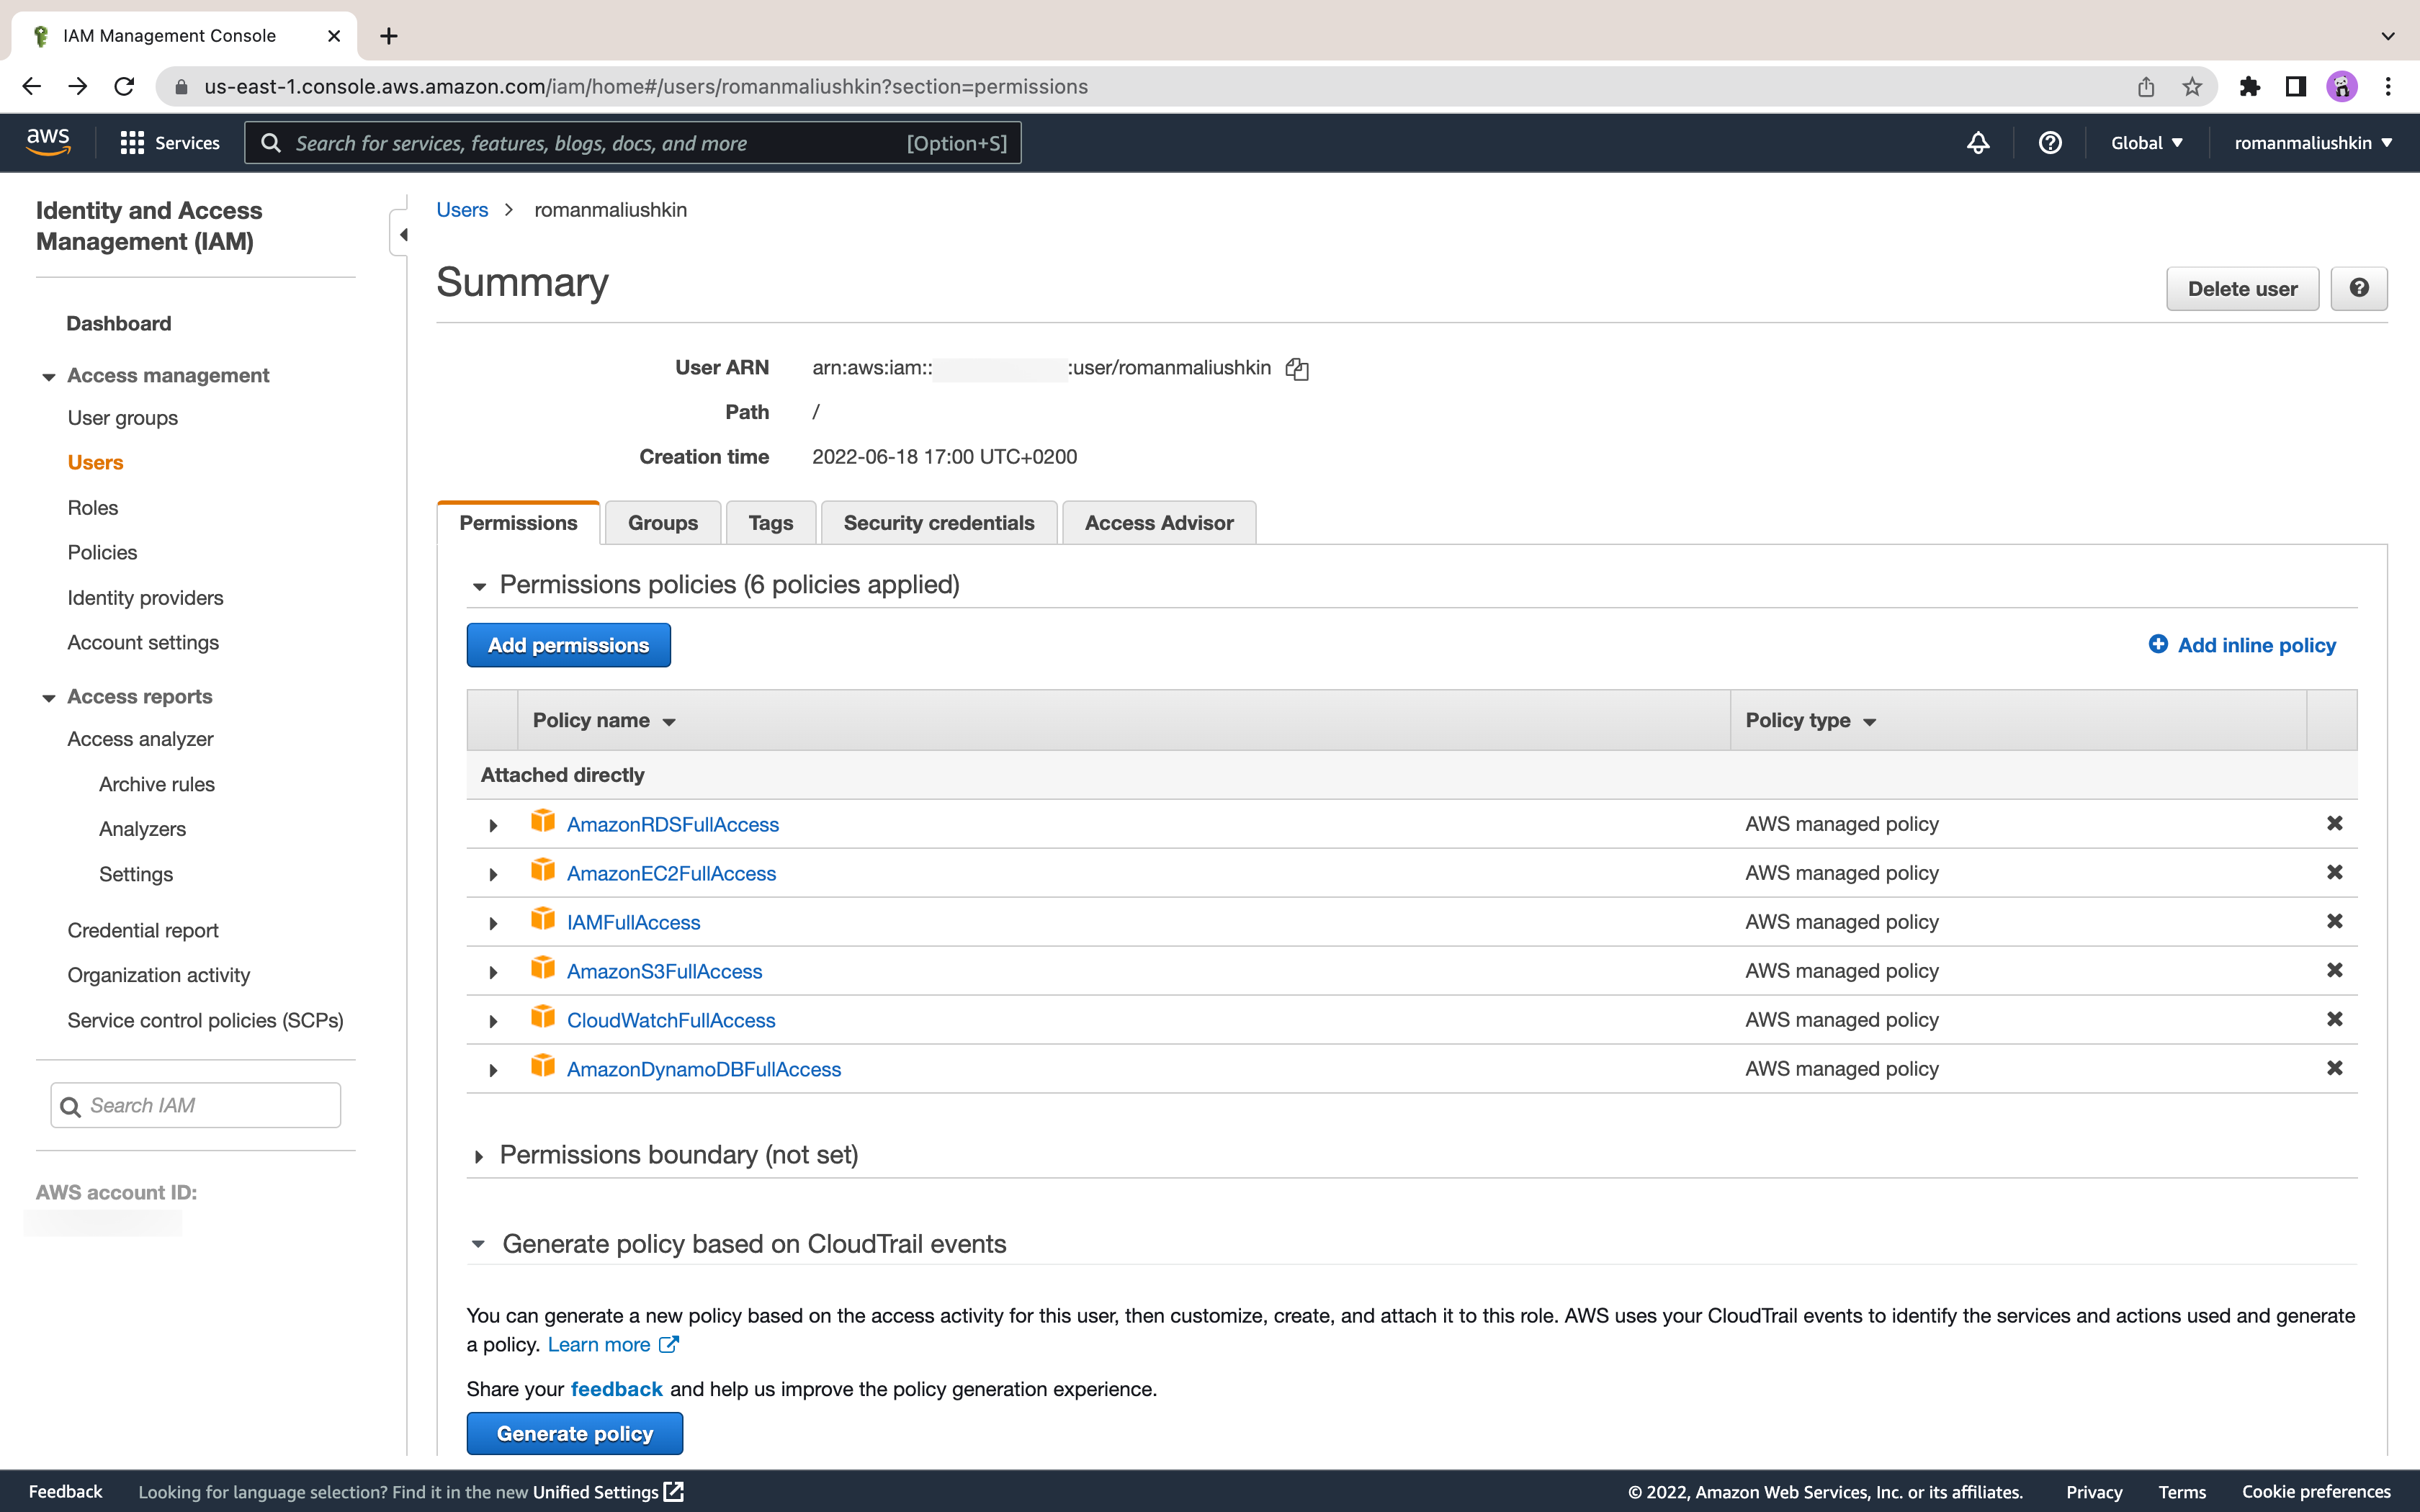 IAM Management Console
us-east-1.console.aws.amazon.com/iam/home#/users/romanmaliushkin?section=permissions
aws
Services
Search for services, features, blogs, docs, and more
[Option+S]
Global
romanmaliushkin
Identity and Access
Management (IAM)
Dashboard
Access management
User groups
Users
Roles
Policies
Identity providers
Account settings
Access reports
Access analyzer
Archive rules
Analyzers
Settings
Credential report
Organization activity
Service control policies (SCPs)
Search IAM
AWS account ID:
Users > romanmaliushkin
Summary
Delete user
User ARN arn:aws:iam:: :user/romanmaliushkin
Path /
Creation time 2022-06-18 17:00 UTC+0200
Permissions Groups Tags Security credentials Access Advisor
Permissions policies (6 policies applied)
Add permissions
Add inline policy
Policy name Policy type
Attached directly
AmazonRDSFullAccess AWS managed policy
AmazonEC2FullAccess AWS managed policy
IAMFullAccess AWS managed policy
AmazonS3FullAccess AWS managed policy
CloudWatchFullAccess AWS managed policy
AmazonDynamoDBFullAccess AWS managed policy
Permissions boundary (not set)
Generate policy based on CloudTrail events
You can generate a new policy based on the access activity for this user, then customize, create, and attach it to this role. AWS uses your CloudTrail events to identify the services and actions used and generate
a policy. Learn more
Share your feedback and help us improve the policy generation experience.
Generate policy
Feedback Looking for language selection? Find it in the new Unified Settings
© 2022, Amazon Web Services, Inc. or its affiliates. Privacy Terms Cookie preferences